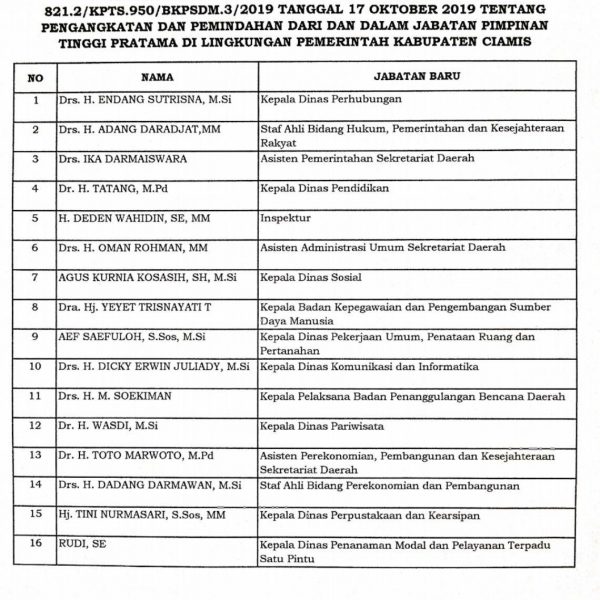 821.2/KPTS.950/BKPSDM.3/2019 TANGGAL 17 OKTOBER 2019 TENTANG
PENGANGKATAN DAN PEMINDAHAN DARI DAN DALAM JABATAN PIMPINAN
TINGGI PRATAMA DI LINGKUNGAN PEMERINTAH KABUPATEN CIAMIS
NO NAMA JABATAN BARU
1 Drs. H. ENDANG SUTRISNA, M.Si Kepala Dinas Perhubungan
2 Drs. H. ADANG DARADJAT,MM Staf Ahli Bidang Hukum, Pemerintahan dan Kesejahteraan
Rakyat
3 Drs. IKA DARMAISWARA Asisten Pemerintahan Sekretariat Daerah
4 Dr. H. TATANG, M.Pd Kepala Dinas Pendidikan
5 H. DEDEN WAHIDIN, SE, MM Inspektur
6 Drs. H. OMAN ROHMAN, MM Asisten Administrasi Umum Sekretariat Daerah
7 AGUS KURNIA KOSASIH, SH, M.Si Kepala Dinas Sosial
8 Dra. Hj. YEYET TRISNAYATI T Kepala Badan Kepegawaian dan Pengembangan Sumber
Daya Manusia
9 AEF SAEFULOH, S.Sos, M.Si Kepala Dinas Pekerjaan Umum, Penataan Ruang dan
Pertanahan
10 Drs. H. DICKY ERWIN JULIADY, M.Si Kepala Dinas Komunikasi dan Informatika
11 Drs. H. M. SOEKIMAN Kepala Pelaksana Badan Penanggulangan Bencana Daerah
12 Dr. H. WASDI, M.Si Kepala Dinas Pariwisata
13 Dr. H. TOTO MARWOTO, M.Pd Asisten Perekonomian, Pembangunan dan Kesejahteraan
Sekretariat Daerah
14 Drs. H. DADANG DARMAWAN, M.Si Staf Ahli Bidang Perekonomian dan Pembangunan
15 Hj. TINI NURMASARI, S.Sos, MM Kepala Dinas Perpustakaan dan Kearsipan
16 RUDI, SE Kepala Dinas Penanaman Modal dan Pelayanan Terpadu
Satu Pintu